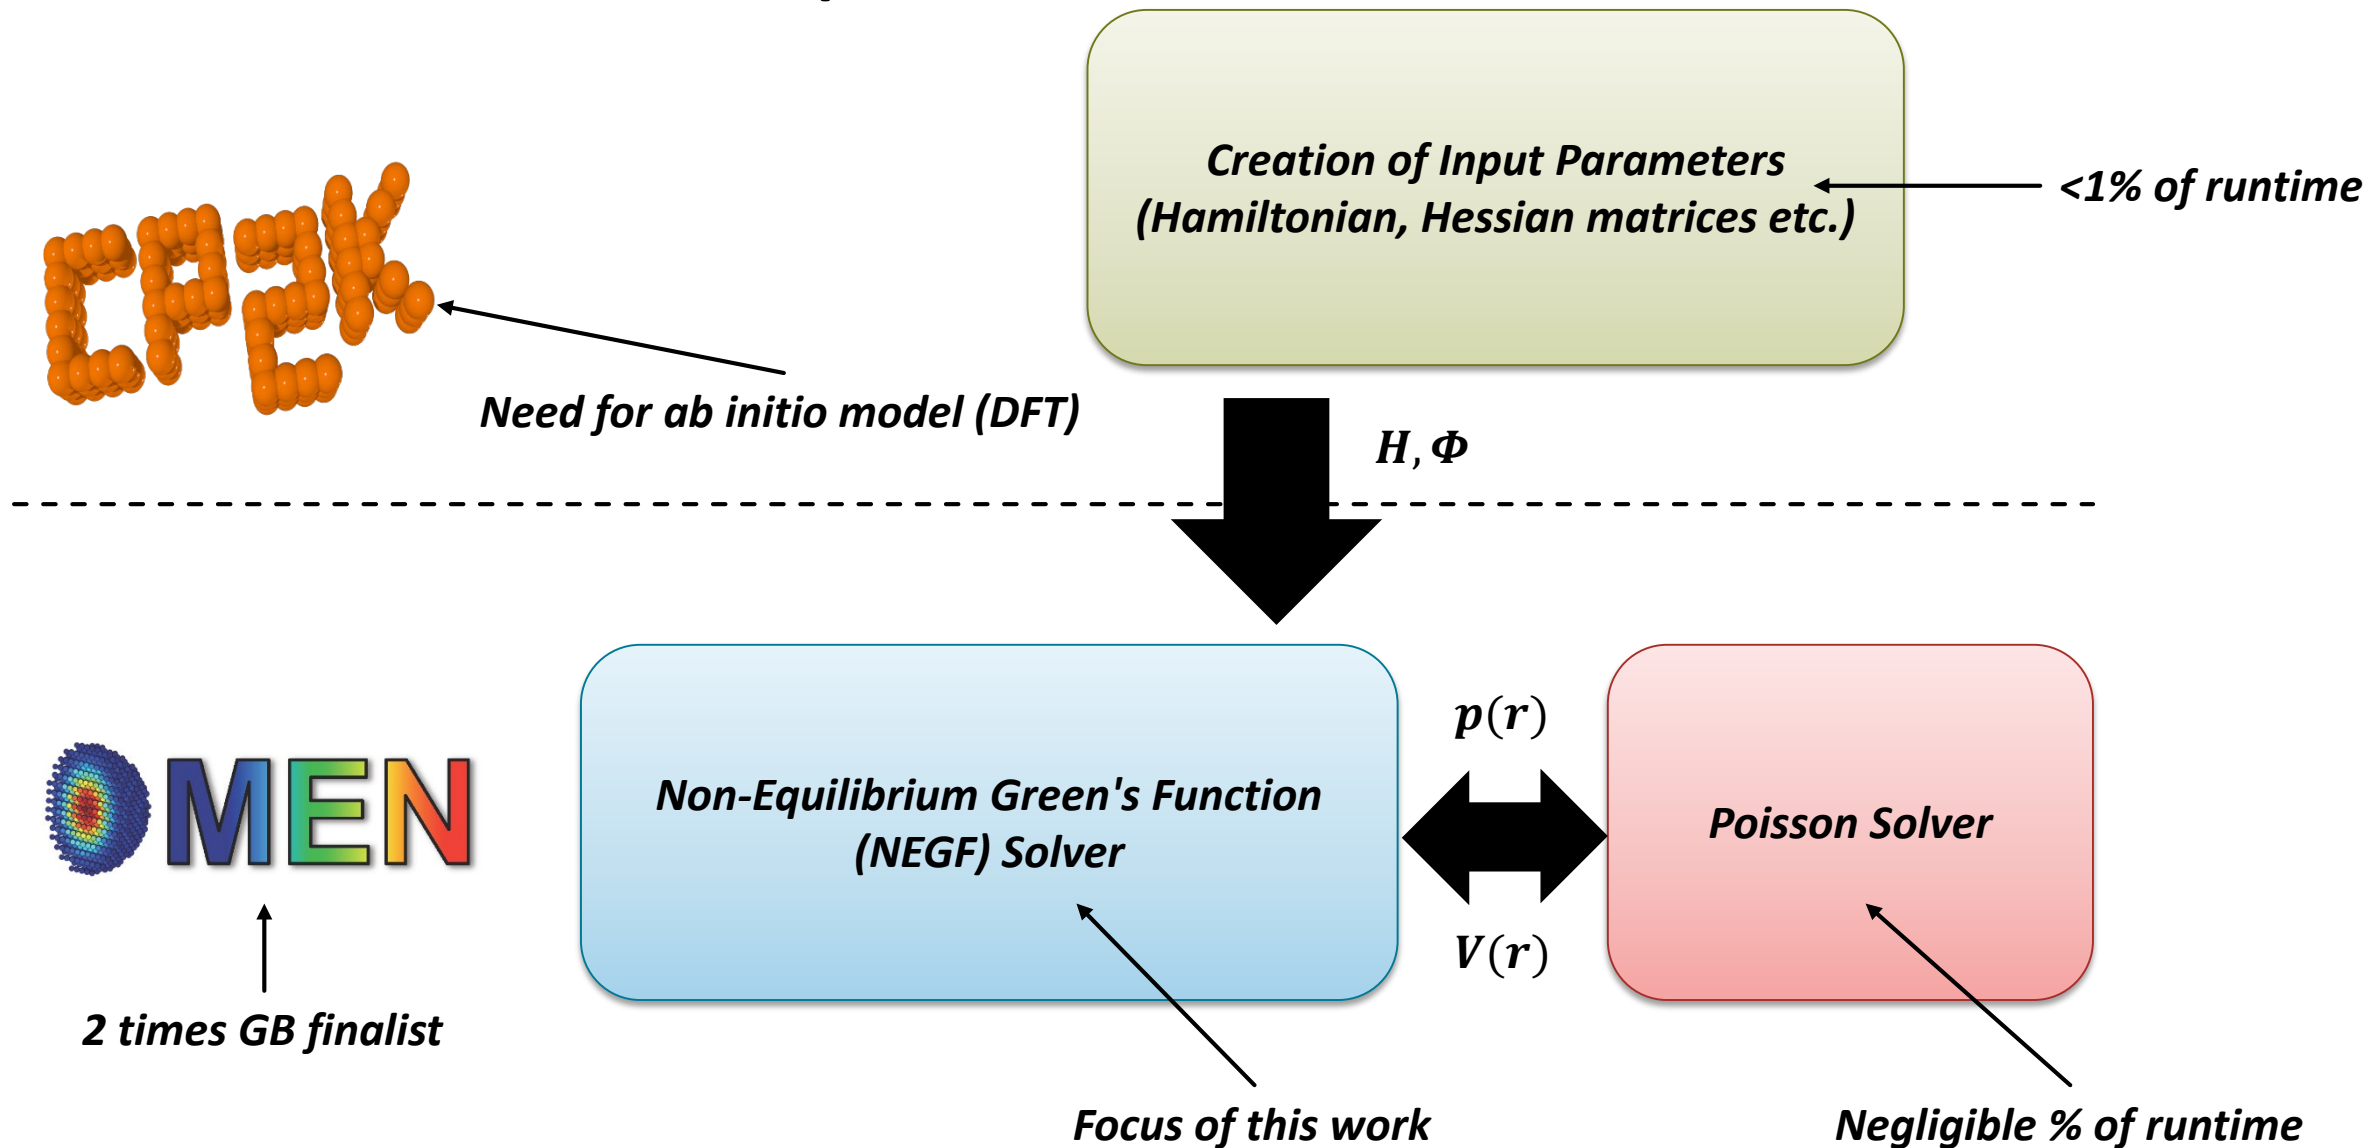 Creation of Input Parameters
(Hamiltonian, Hessian matrices etc.)
<1% of runtime
CP2K
Need for ab initio model (DFT)
H, Φ
OMEN
2 times GB finalist
Non-Equilibrium Green's Function
(NEGF) Solver
p(r)
V(r)
Poisson Solver
Focus of this work
Negligible % of runtime